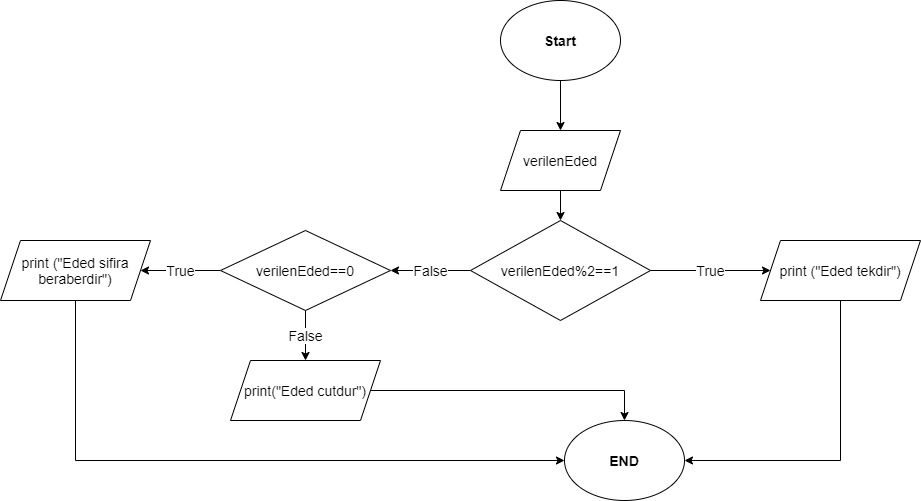 Start
verilenEded
verilenEded%2==1
False
True
verilenEded==0
True
False
print ("Eded sifira
beraberdir")
print ("Eded tekdir")
print("Eded cutdur")
END